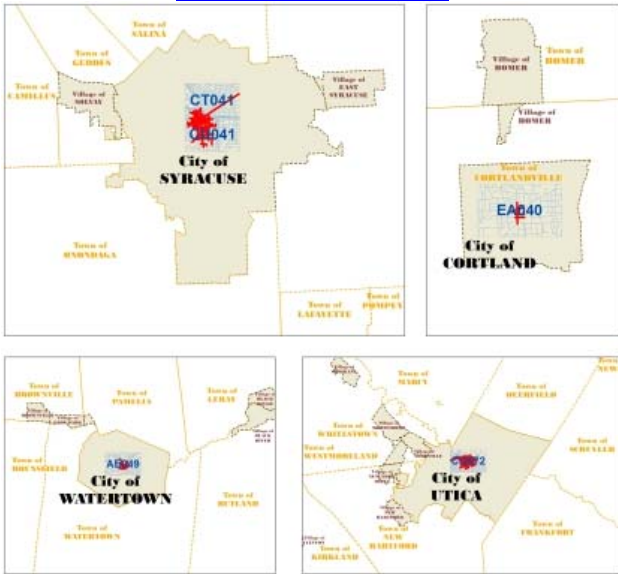 Town of
SALINA
Town of
GEDDES
Town of
CAMILLUS
Village of
SOLVAY
Village of
EAST
SYRACUSE
CT041
City of
SYRACUSE
Town of
ONONDAGA
Town of
LAFAYETTE
Town of
POMPEY
Village of
HOMER
Town of
HOMER
Village of
HOMER
Town of
CORTLANDVILLE
City of
CORTLAND
Town of
BROWNVILLE
Town of
PAMELIA
Town of
LERAY
Town of
HOUNSFIELD
City of
WATERTOWN
Town of
WATERTOWN
Town of
RUTLAND
Town of
MARCY
Town of
DEERFIELD
Town of
NEW
Town of
WHITESTOWN
Town of
WESTMORELAND
Town of
SCHUYLER
City of
UTICA
Town of
NEW
HARTFORD
Town of
KIRKLAND
Town of
FRANKFORT